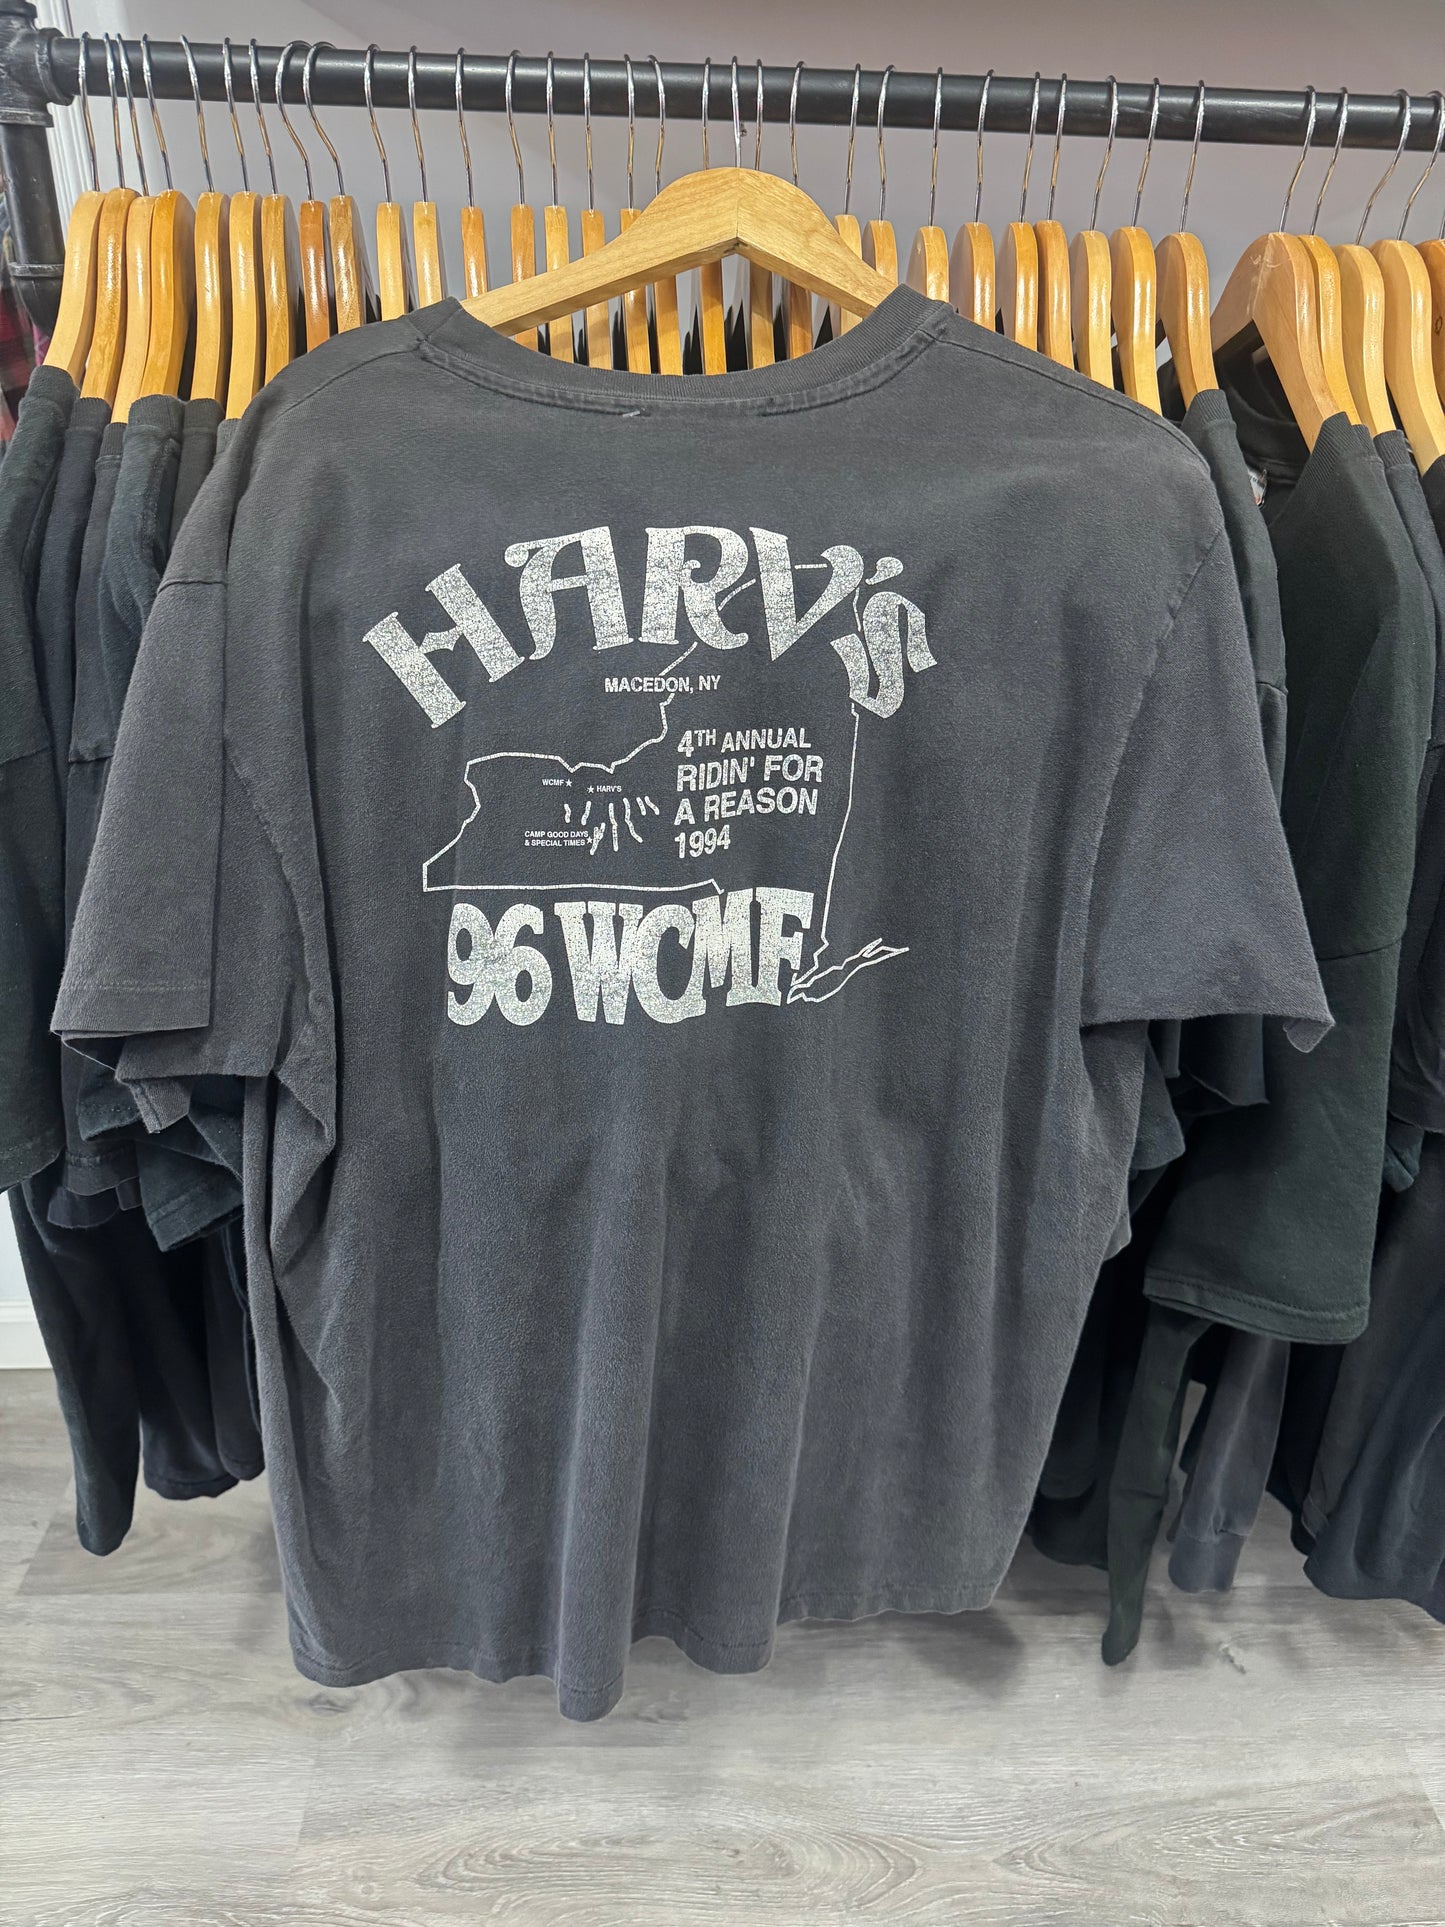 HARV'S
MACEDON, NY
4TH ANNUAL
RIDIN' FOR
A REASON
1994
WCMF ★
★ HARV'S
CAMP GOOD DAYS
& SPECIAL TIMES ★
96 WCMF